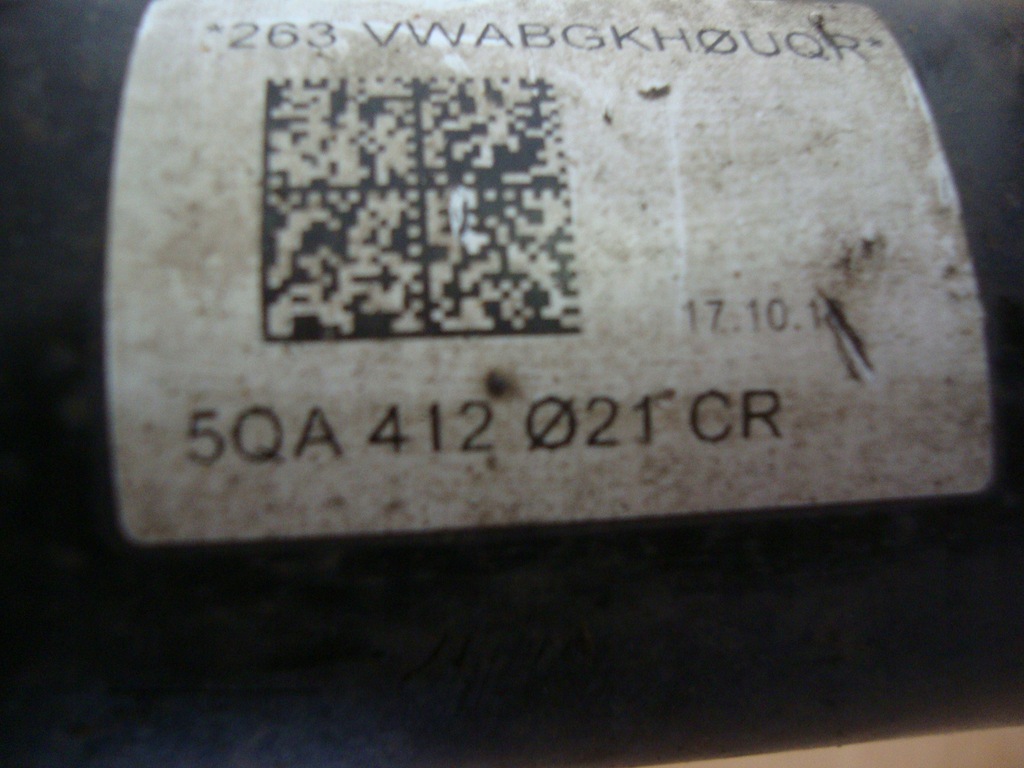 *263 VWABGKHØUQR*
17.10.1
5QA 412 Ø21 CR